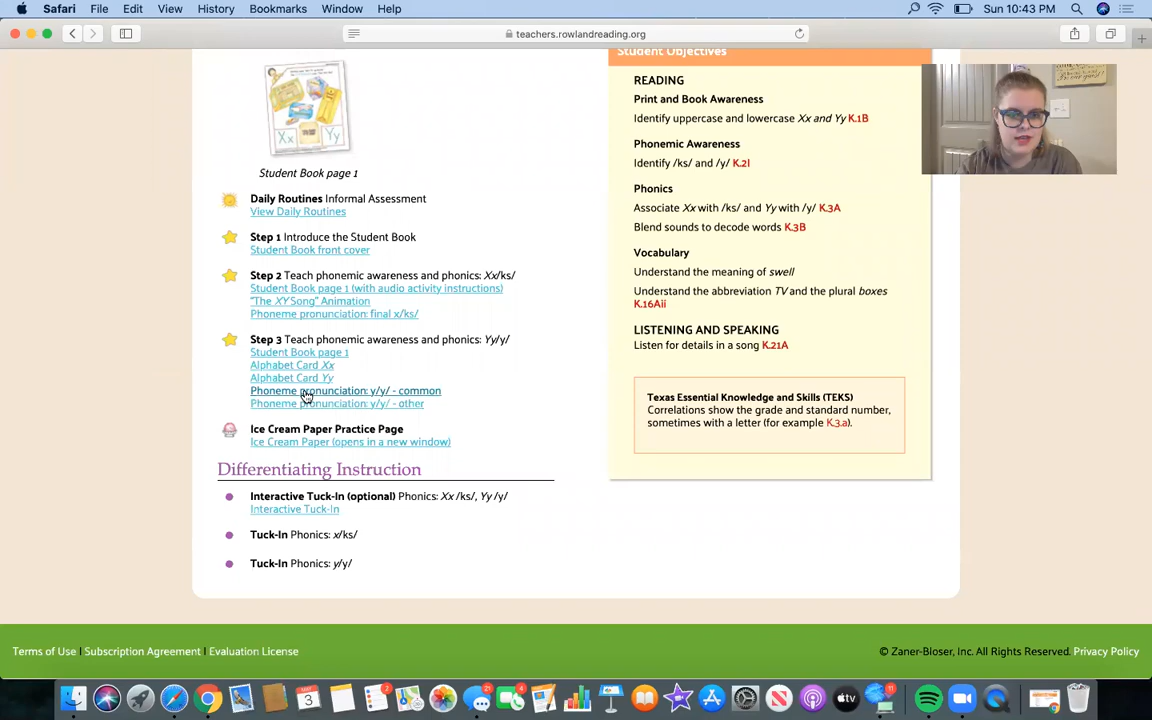 Safari File Edit View History Bookmarks Window Help Sun 10:43 PM
teachers.rowlandreading.org
Xx Yy
Student Book page 1
Daily Routines Informal Assessment
View Daily Routines
Step 1 Introduce the Student Book
Student Book front cover
Step 2 Teach phonemic awareness and phonics: Xx/ks/
Student Book page 1 (with audio activity instructions)
"The XY Song" Animation
Phoneme pronunciation: final x/ks/
Step 3 Teach phonemic awareness and phonics: Yy/y/
Student Book page 1
Alphabet Card Xx
Alphabet Card Yy
Phoneme pronunciation: y/y/ - common
Phoneme pronunciation: y/y/ - other
Ice Cream Paper Practice Page
Ice Cream Paper (opens in a new window)
Differentiating Instruction
Interactive Tuck-In (optional) Phonics: Xx /ks/, Yy /y/
Interactive Tuck-In
Tuck-In Phonics: x/ks/
Tuck-In Phonics: y/y/
Student Objectives
READING
Print and Book Awareness
Identify uppercase and lowercase Xx and Yy K.1B
Phonemic Awareness
Identify /ks/ and /y/ K.2I
Phonics
Associate Xx with /ks/ and Yy with /y/ K.3A
Blend sounds to decode words K.3B
Vocabulary
Understand the meaning of swell
Understand the abbreviation TV and the plural boxes
K.16Aii
LISTENING AND SPEAKING
Listen for details in a song K.21A
Texas Essential Knowledge and Skills (TEKS)
Correlations show the grade and standard number,
sometimes with a letter (for example K.3.a).
Terms of Use | Subscription Agreement | Evaluation License
© Zaner-Bloser, Inc. All Rights Reserved. Privacy Policy
3
2
21
4
tv
11